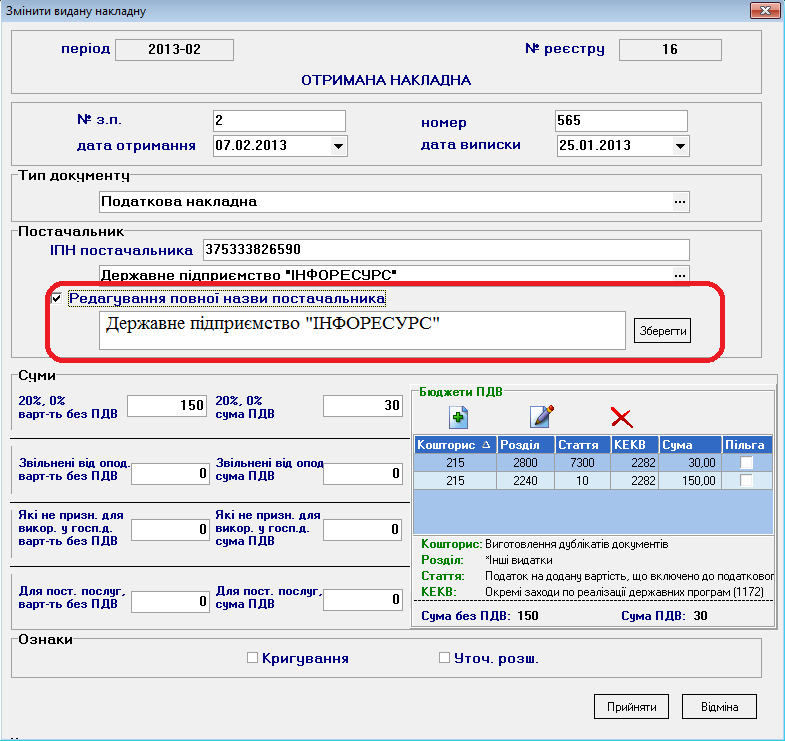 Змінити видану накладну
період 2013-02 № реєстру 16
ОТРИМАНА НАКЛАДНА
№ з.п. 2 номер 565
дата отримання 07.02.2013 дата виписки 25.01.2013
Тип документу
Податкова накладна ...
Постачальник
ІПН постачальника 375333826590
Державне підприємство "ІНФОРЕСУРС" ...
Редагування повної назви постачальника
Державне підприємство "ІНФОРЕСУРС" Зберегти
Суми
20%, 0%
варт-ть без ПДВ 150
20%, 0%
сума ПДВ 30
Звільнені від опод.
варт-ть без ПДВ 0
Звільнені від опод
сума ПДВ 0
Які не призн. для
викор. у госп.д.
варт-ть без ПДВ 0
Які не призн. для
викор. у госп.д.
сума ПДВ 0
Для пост. послуг,
варт-ть без ПДВ 0
Для пост. послуг,
сума ПДВ 0
Бюджети ПДВ
Кошторис Розділ Стаття КЕКВ Сума Пільга
215 2800 7300 2282 30,00
215 2240 10 2282 150,00
Кошторис: Виготовлення дублікатів документів
Розділ: *Інші видатки
Стаття: Податок на додану вартість, що включено до податковог
КЕКВ: Окремі заходи по реалізації державних програм (1172)
Сума без ПДВ: 150 Сума ПДВ: 30
Ознаки
Кригування Уточ. розш.
Прийняти Відміна